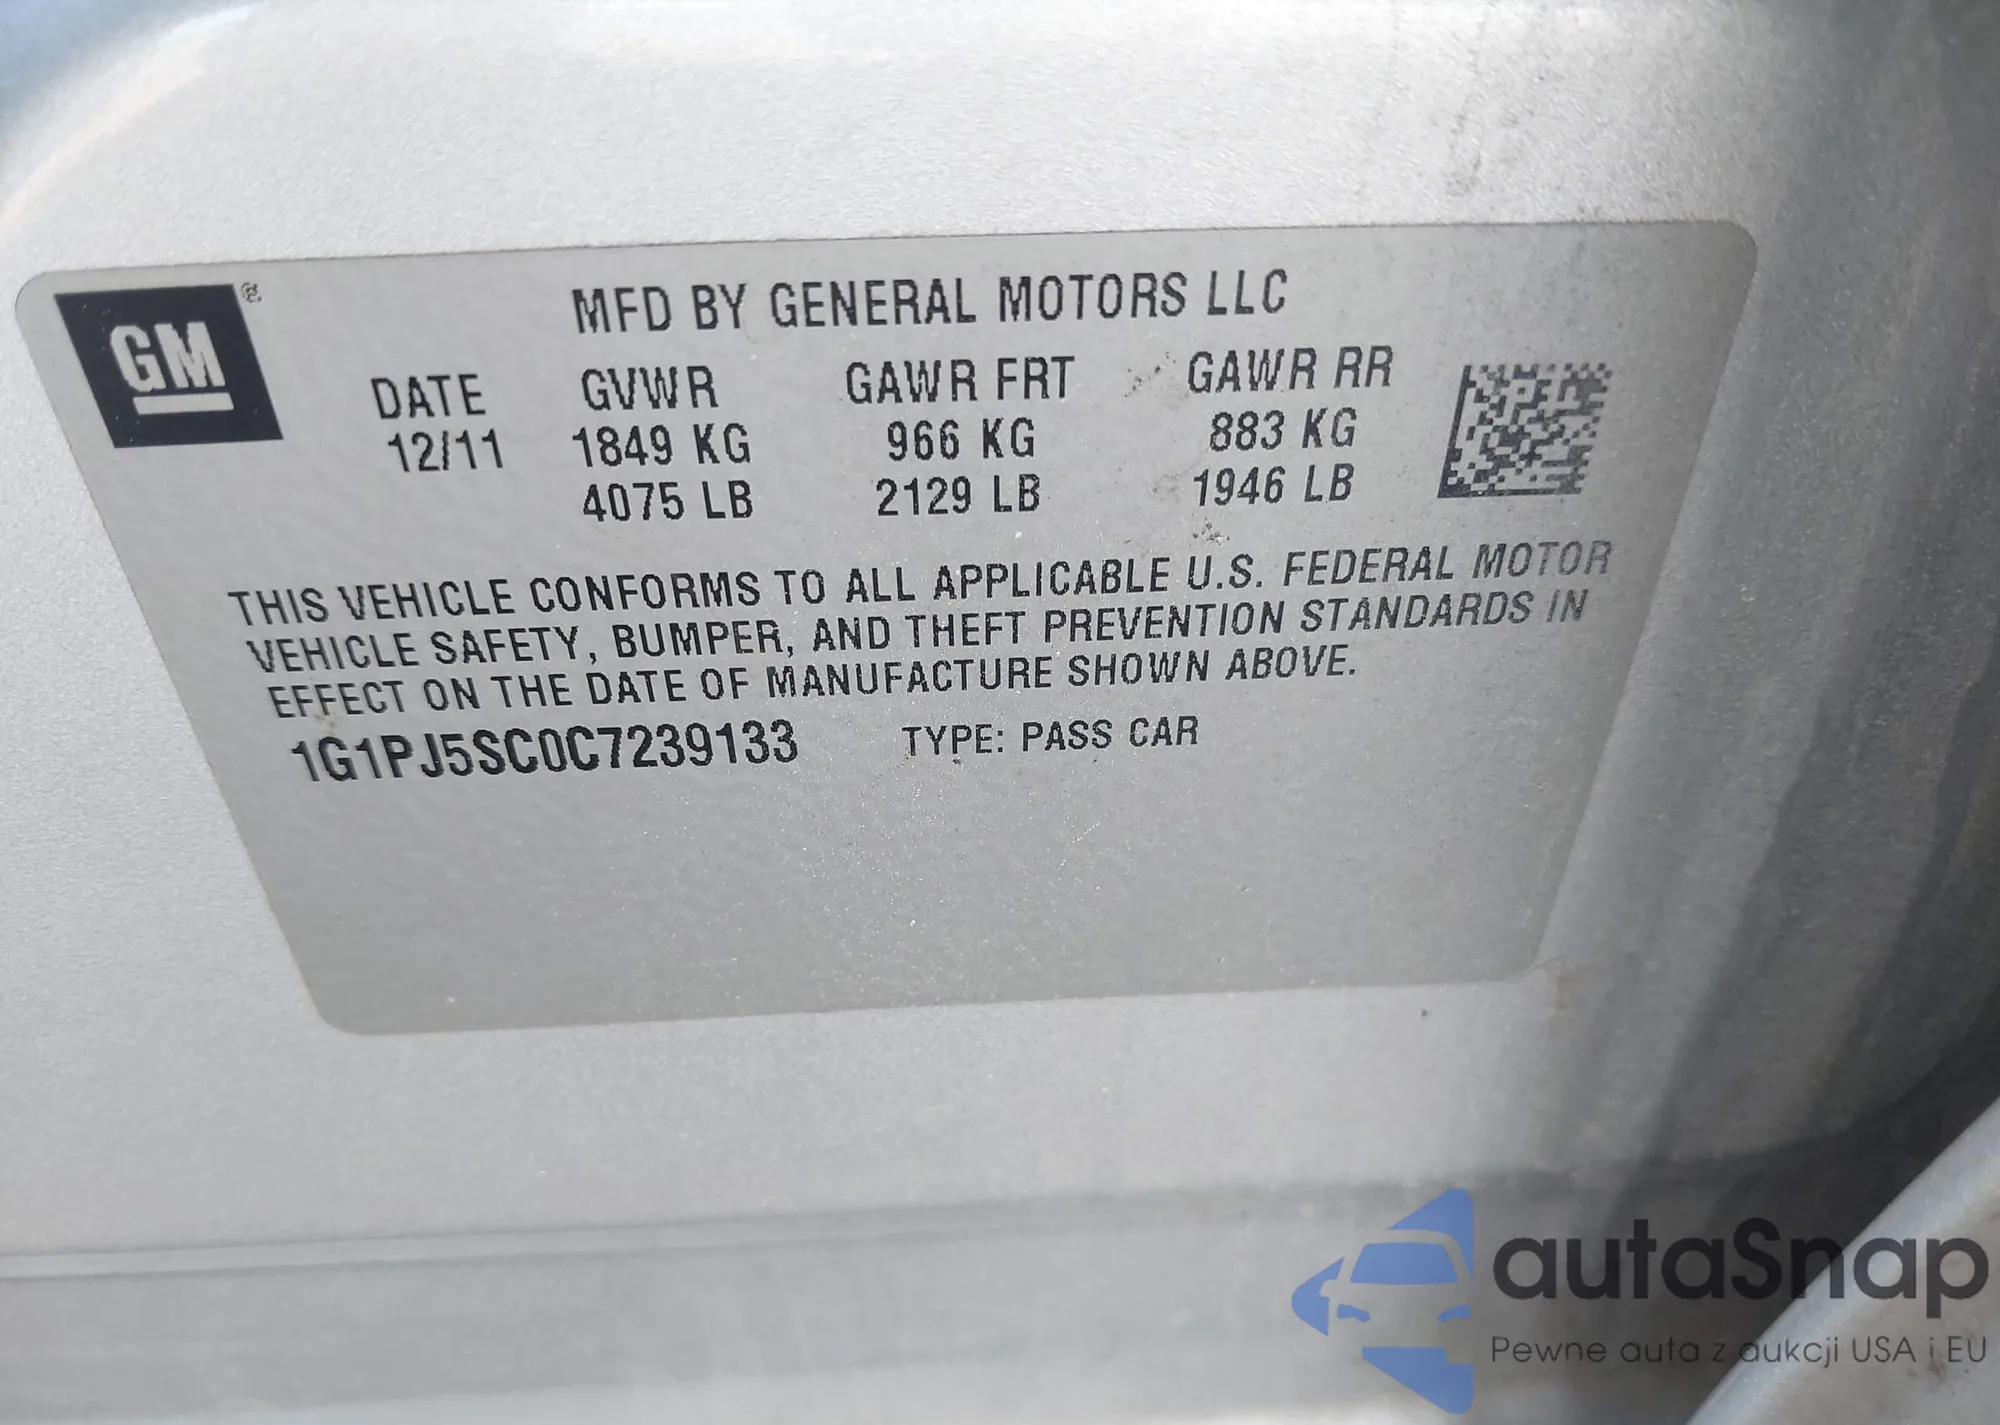 GM ®
MFD BY GENERAL MOTORS LLC
DATE GVWR GAWR FRT GAWR RR
12/11 1849 KG 966 KG 883 KG
4075 LB 2129 LB 1946 LB
THIS VEHICLE CONFORMS TO ALL APPLICABLE U.S. FEDERAL MOTOR
VEHICLE SAFETY, BUMPER, AND THEFT PREVENTION STANDARDS IN
EFFECT ON THE DATE OF MANUFACTURE SHOWN ABOVE.
1G1PJ5SC0C7239133 TYPE: PASS CAR
autaSnap
Pewne auta z aukcji USA i EU